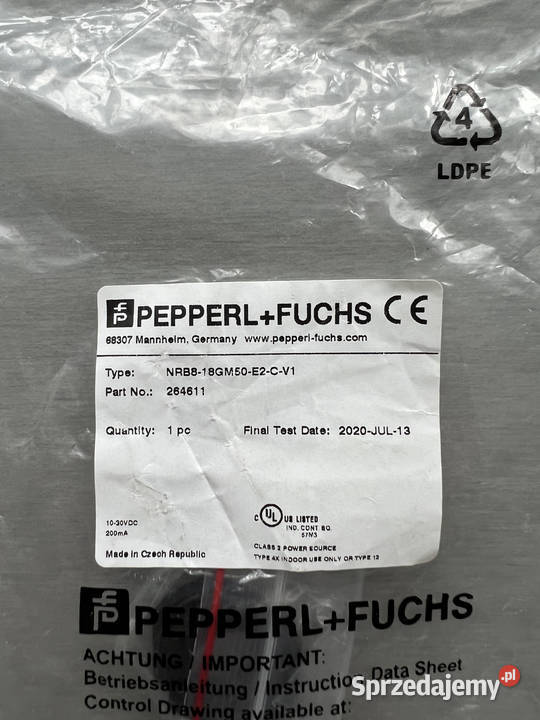 4
LDPE
PEPPERL+FUCHS CE
68307 Mannheim, Germany www.pepperl-fuchs.com
Type: NRB8-18GM50-E2-C-V1
Part No.: 264611
Quantity: 1 pc Final Test Date: 2020-JUL-13
C UL US LISTED
IND. CONT. EQ.
57M3
10-30VDC
200mA
CLASS 2 POWER SOURCE
TYPE 4X INDOOR USE ONLY OR TYPE 12
Made in Czech Republic
PEPPERL+FUCHS
ACHTUNG / IMPORTANT:
Betriebsanleitung / Instruction, Data Sheet
Control Drawing available at:
Sprzedajemy.pl